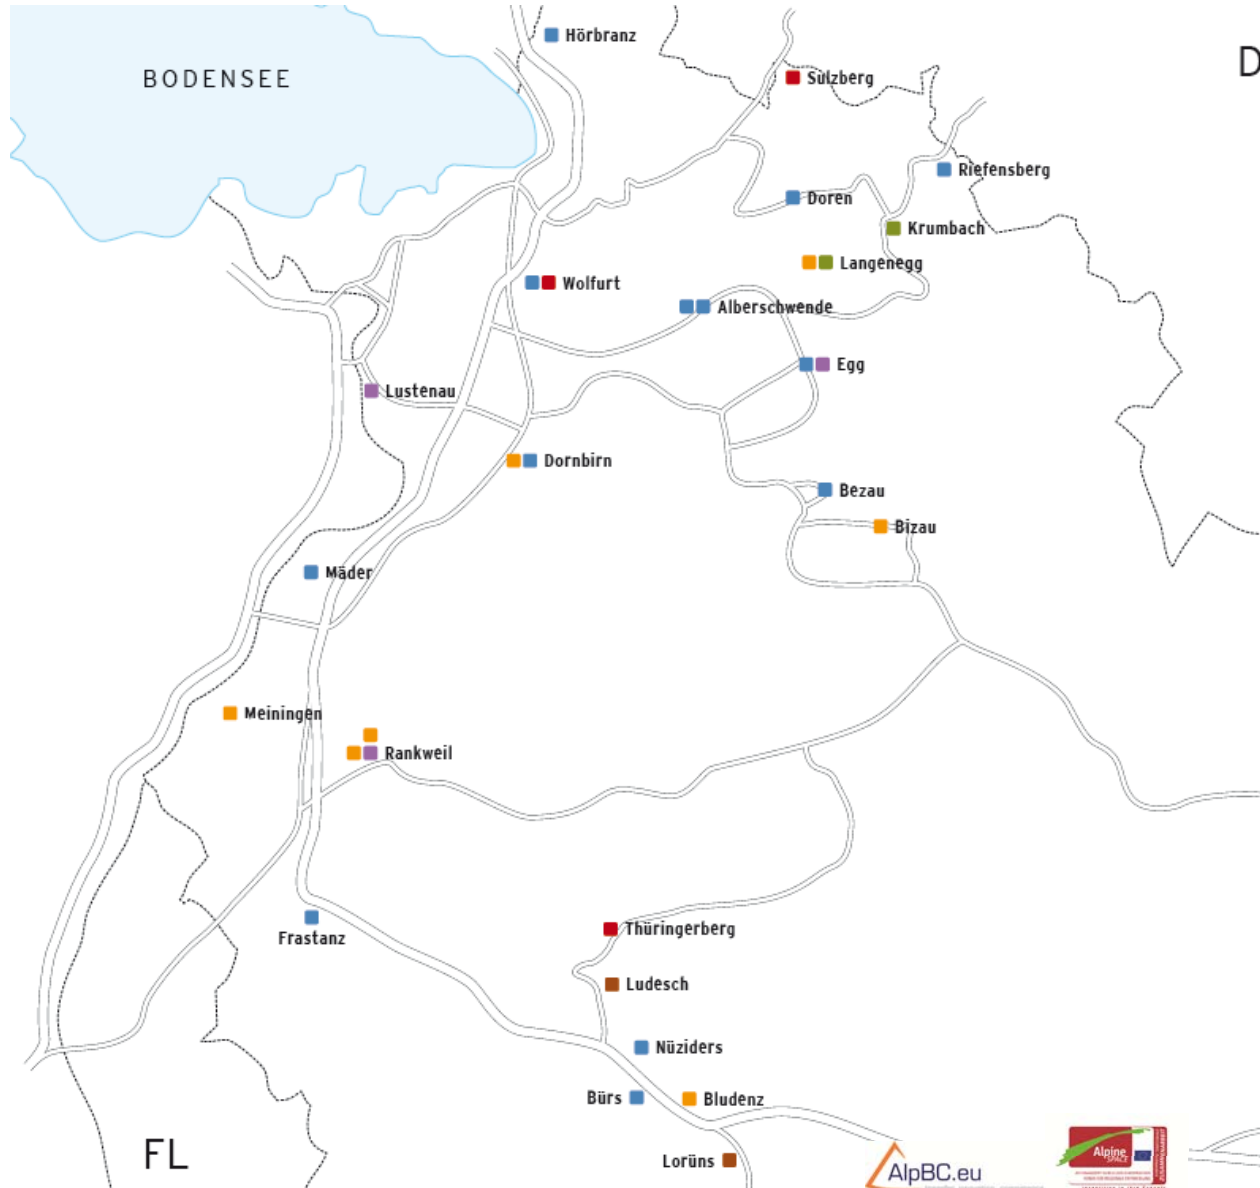 Hörbranz
D
BODENSEE
Sulzberg
Riefensberg
Doren
Krumbach
Langenegg
Wolfurt
Alberschwende
Egg
Lustenau
Dornbirn
Bezau
Bizau
Mäder
Meiningen
Rankweil
Frastanz
Thüringerberg
Ludesch
Nüziders
Bürs
Bludenz
FL
Lorüns
AlpBC.eu
Alpine
SPACE